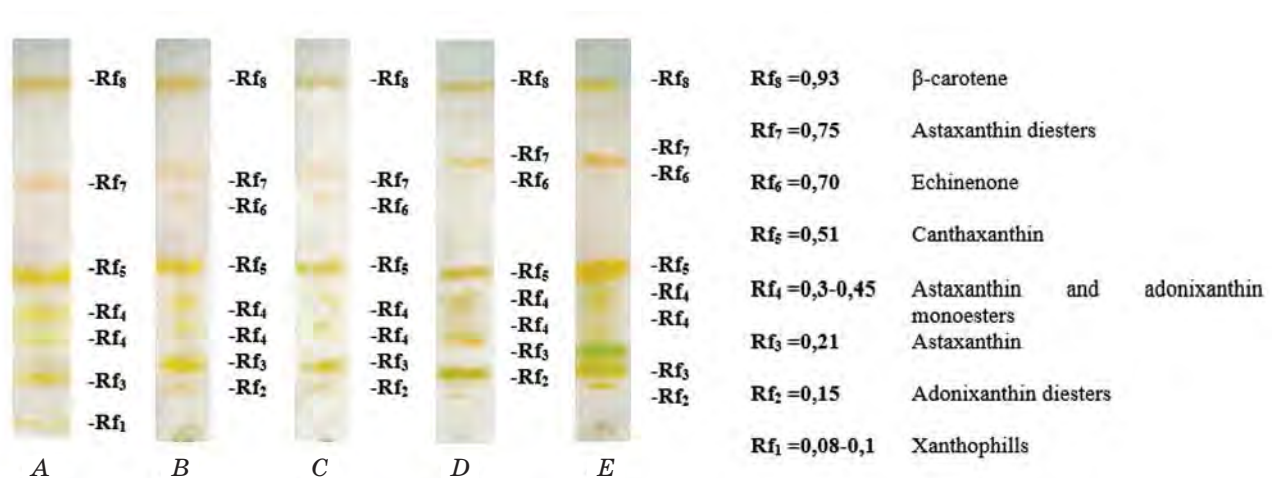 -Rf₈ -Rf₈ -Rf₈ -Rf₈ -Rf₈ Rf₈ =0,93 β-carotene
-Rf₇ -Rf₇ -Rf₇ -Rf₇ -Rf₇ Rf₇ =0,75 Astaxanthin diesters
-Rf₆ -Rf₆ -Rf₆ -Rf₆ Rf₆ =0,70 Echinenone
-Rf₅ -Rf₅ -Rf₅ -Rf₅ -Rf₅ Rf₅ =0,51 Canthaxanthin
-Rf₄ -Rf₄ -Rf₄ -Rf₄ -Rf₄ Rf₄ =0,3-0,45 Astaxanthin and adonixanthin
-Rf₄ -Rf₄ -Rf₄ -Rf₄ -Rf₄ monoesters
-Rf₃ -Rf₃ -Rf₃ -Rf₃ -Rf₃ Rf₃ =0,21 Astaxanthin
-Rf₂ -Rf₂ -Rf₂ -Rf₂ Rf₂ =0,15 Adonixanthin diesters
-Rf₁ Rf₁ =0,08-0,1 Xanthophills
A B C D E